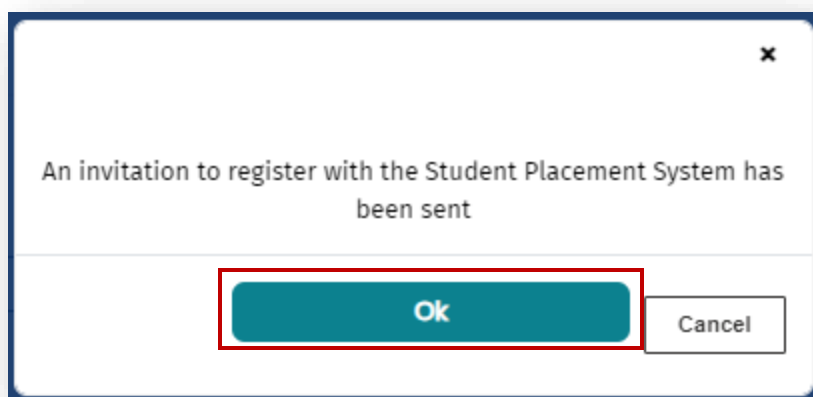 ×
An invitation to register with the Student Placement System has
been sent
Ok
Cancel